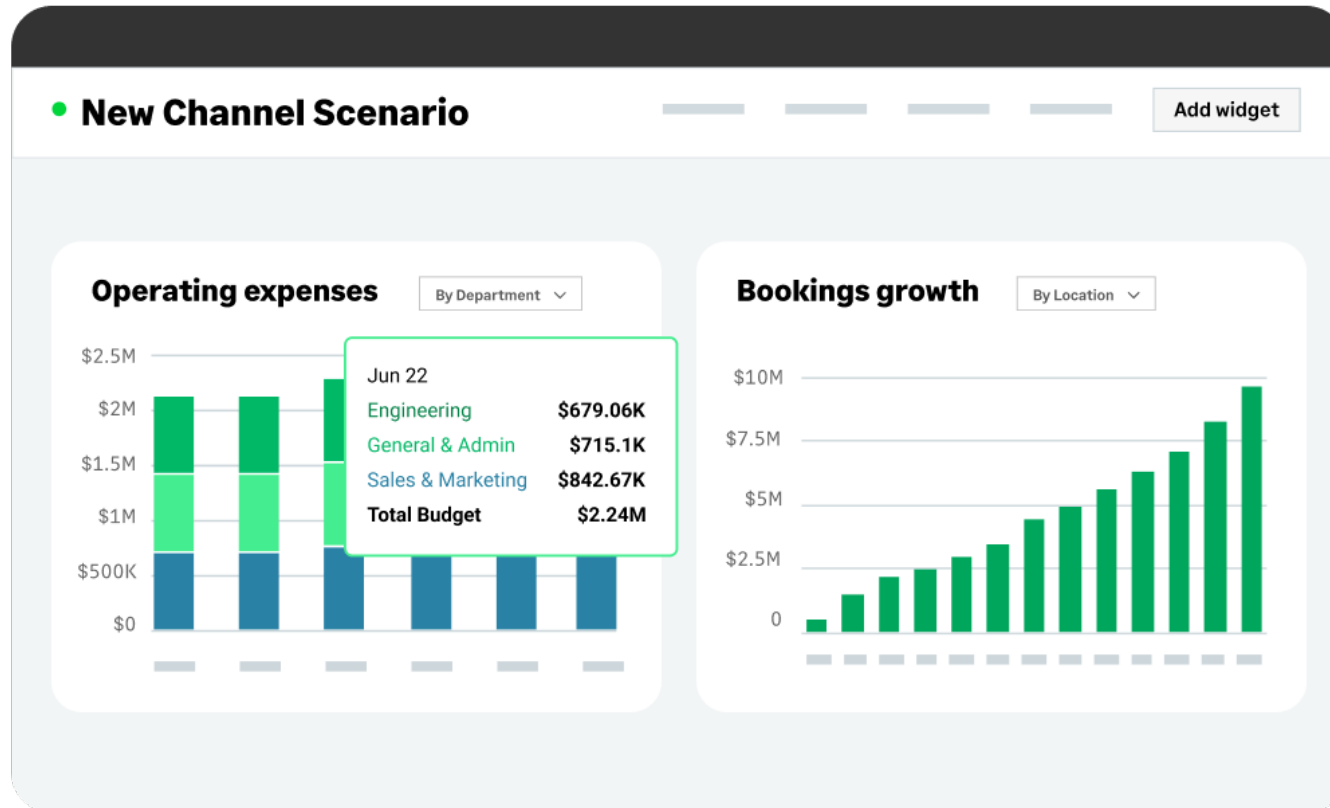 New Channel Scenario
Add widget
Operating expenses
By Department
$2.5M
$2M
$1.5M
$1M
$500K
$0
Jun 22
Engineering $679.06K
General & Admin $715.1K
Sales & Marketing $842.67K
Total Budget $2.24M
Bookings growth
By Location
$10M
$7.5M
$5M
$2.5M
0